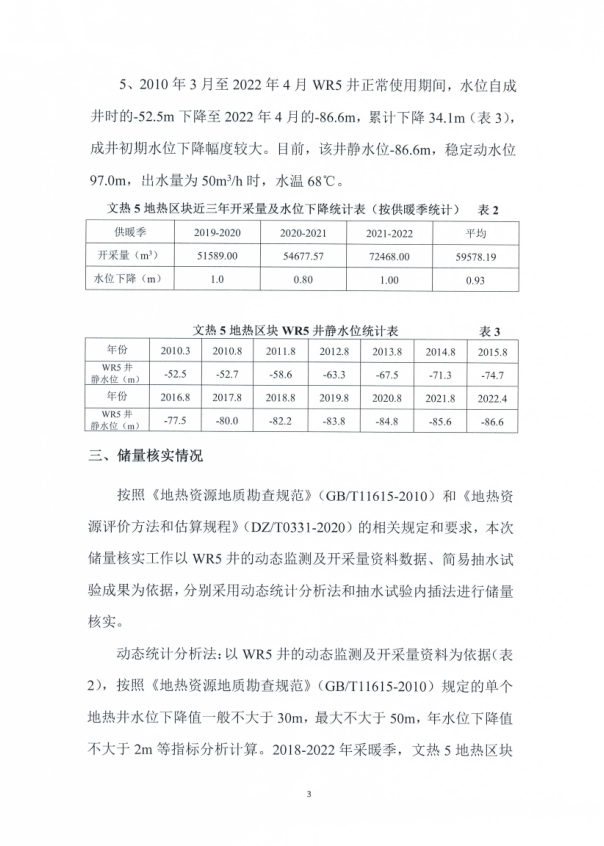 5、2010 年 3 月至 2022 年 4 月 WR5 井正常使用期间，水位自成
井时的-52.5m 下降至 2022 年 4 月的-86.6m，累计下降 34.1m（表 3），
成井初期水位下降幅度较大。目前，该井静水位-86.6m，稳定动水位
97.0m，出水量为 50m³/h 时，水温 68℃。
文热 5 地热区块近三年开采量及水位下降统计表（按供暖季统计） 表 2
供暖季 2019-2020 2020-2021 2021-2022 平均
开采量（m³） 51589.00 54677.57 72468.00 59578.19
水位下降（m） 1.0 0.80 1.00 0.93
文热 5 地热区块 WR5 井静水位统计表 表 3
年份 2010.3 2010.8 2011.8 2012.8 2013.8 2014.8 2015.8
WR5 井
静水位（m） -52.5 -52.7 -58.6 -63.3 -67.5 -71.3 -74.7
年份 2016.8 2017.8 2018.8 2019.8 2020.8 2021.8 2022.4
WR5 井
静水位（m） -77.5 -80.0 -82.2 -83.8 -84.8 -85.6 -86.6
三、储量核实情况
按照《地热资源地质勘查规范》（GB/T11615-2010）和《地热资
源评价方法和估算规程》（DZ/T0331-2020）的相关规定和要求，本次
储量核实工作以 WR5 井的动态监测及开采量资料数据、简易抽水试
验成果为依据，分别采用动态统计分析法和抽水试验内插法进行储量
核实。
动态统计分析法：以 WR5 井的动态监测及开采量资料为依据（表
2），按照《地热资源地质勘查规范》（GB/T11615-2010）规定的单个
地热井水位下降值一般不大于 30m，最大不大于 50m，年水位下降值
不大于 2m 等指标分析计算。2018-2022 年采暖季，文热 5 地热区块
3